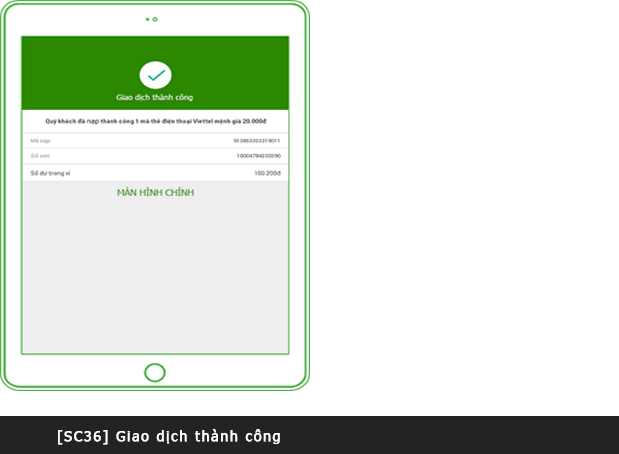 Giao dịch thành công
Quý khách đã nạp thành công 1 mã thẻ điện thoại Viettel mệnh giá 20.000đ
Mã nạp 913853353319011
Số seri 10004784230390
Số dư trong ví 100.200đ
MÀN HÌNH CHÍNH
[SC36] Giao dịch thành công